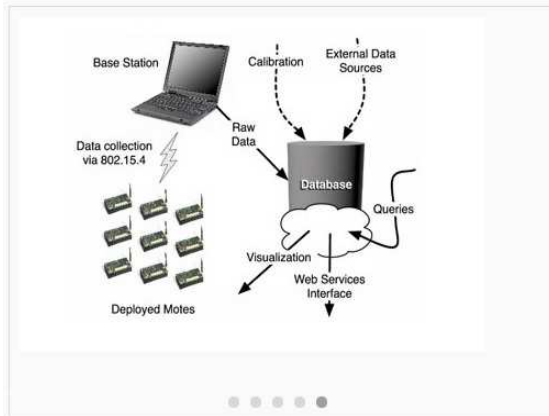 Base Station
Calibration
External Data
Sources
Data collection
via 802.15.4
Raw
Data
Database
Queries
Visualization
Web Services
Interface
Deployed Motes